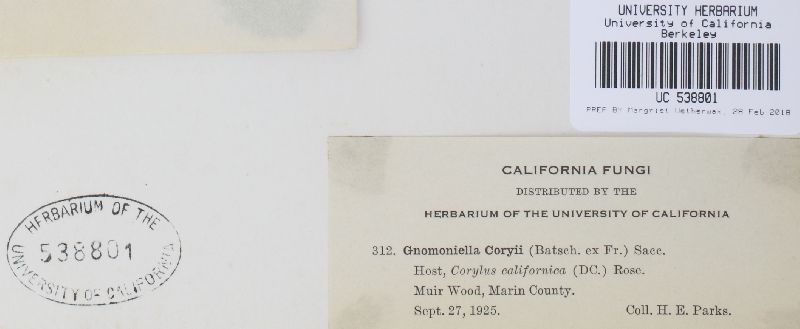 UNIVERSITY HERBARIUM
University of California
Berkeley
UC 538801
PREP BY Margriet Wetherwax, 28 Feb 2018
CALIFORNIA FUNGI
DISTRIBUTED BY THE
HERBARIUM OF THE UNIVERSITY OF CALIFORNIA
312. Gnomoniella Coryii (Batsch. ex Fr.) Sacc.
Host, Corylus californica (DC.) Rose.
Muir Wood, Marin County.
Sept. 27, 1925. Coll. H. E. Parks.
HERBARIUM OF THE
538801
UNIVERSITY OF CALIFORNIA